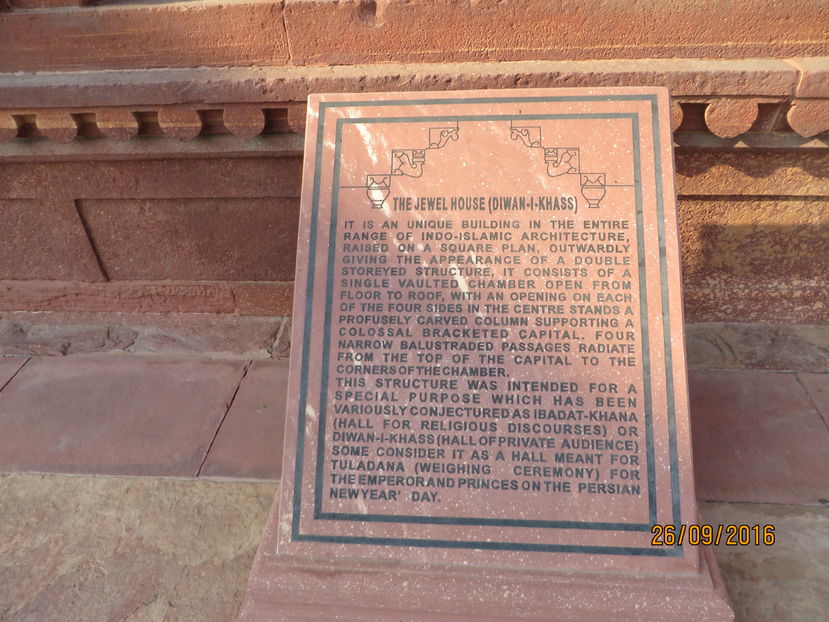 THE JEWEL HOUSE (DIWAN-I-KHASS)
IT IS AN UNIQUE BUILDING IN THE ENTIRE
RANGE OF INDO-ISLAMIC ARCHITECTURE,
RAISED ON A SQUARE PLAN, OUTWARDLY
GIVING THE APPEARANCE OF A DOUBLE
STOREYED STRUCTURE, IT CONSISTS OF A
SINGLE VAULTED CHAMBER OPEN FROM
FLOOR TO ROOF, WITH AN OPENING ON EACH
OF THE FOUR SIDES IN THE CENTRE STANDS A
PROFUSELY CARVED COLUMN SUPPORTING A
COLOSSAL BRACKETED CAPITAL. FOUR
NARROW BALUSTRADED PASSAGES RADIATE
FROM THE TOP OF THE CAPITAL TO THE
CORNERS OF THE CHAMBER.
THIS STRUCTURE WAS INTENDED FOR A
SPECIAL PURPOSE WHICH HAS BEEN
VARIOUSLY CONJECTURED AS IBADAT-KHANA
(HALL FOR RELIGIOUS DISCOURSES) OR
DIWAN-I-KHASS (HALL OF PRIVATE AUDIENCE)
SOME CONSIDER IT AS A HALL MEANT FOR
TULADANA (WEIGHING CEREMONY) FOR
THE EMPEROR AND PRINCES ON THE PERSIAN
NEW YEAR' DAY.
26/09/2016